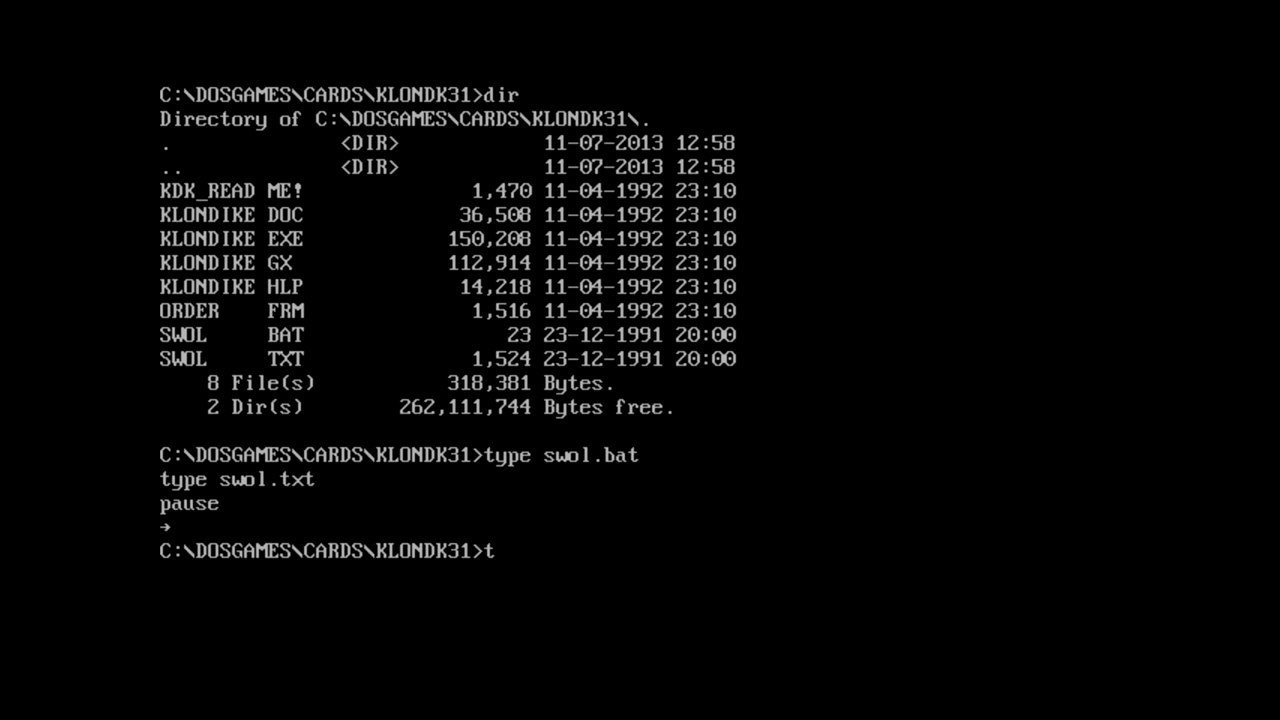 C:\DOSGAMES\CARDS\KLONDK31>dir
Directory of C:\DOSGAMES\CARDS\KLONDK31\.
.              <DIR>            11-07-2013 12:58
..             <DIR>            11-07-2013 12:58
KDK_READ ME!              1,470 11-04-1992 23:10
KLONDIKE DOC             36,508 11-04-1992 23:10
KLONDIKE EXE            150,208 11-04-1992 23:10
KLONDIKE GX             112,914 11-04-1992 23:10
KLONDIKE HLP             14,218 11-04-1992 23:10
ORDER    FRM              1,516 11-04-1992 23:10
SWOL     BAT                 23 23-12-1991 20:00
SWOL     TXT              1,524 23-12-1991 20:00
    8 File(s)           318,381 Bytes.
    2 Dir(s)        262,111,744 Bytes free.
C:\DOSGAMES\CARDS\KLONDK31>type swol.bat
type swol.txt
pause
→
C:\DOSGAMES\CARDS\KLONDK31>t